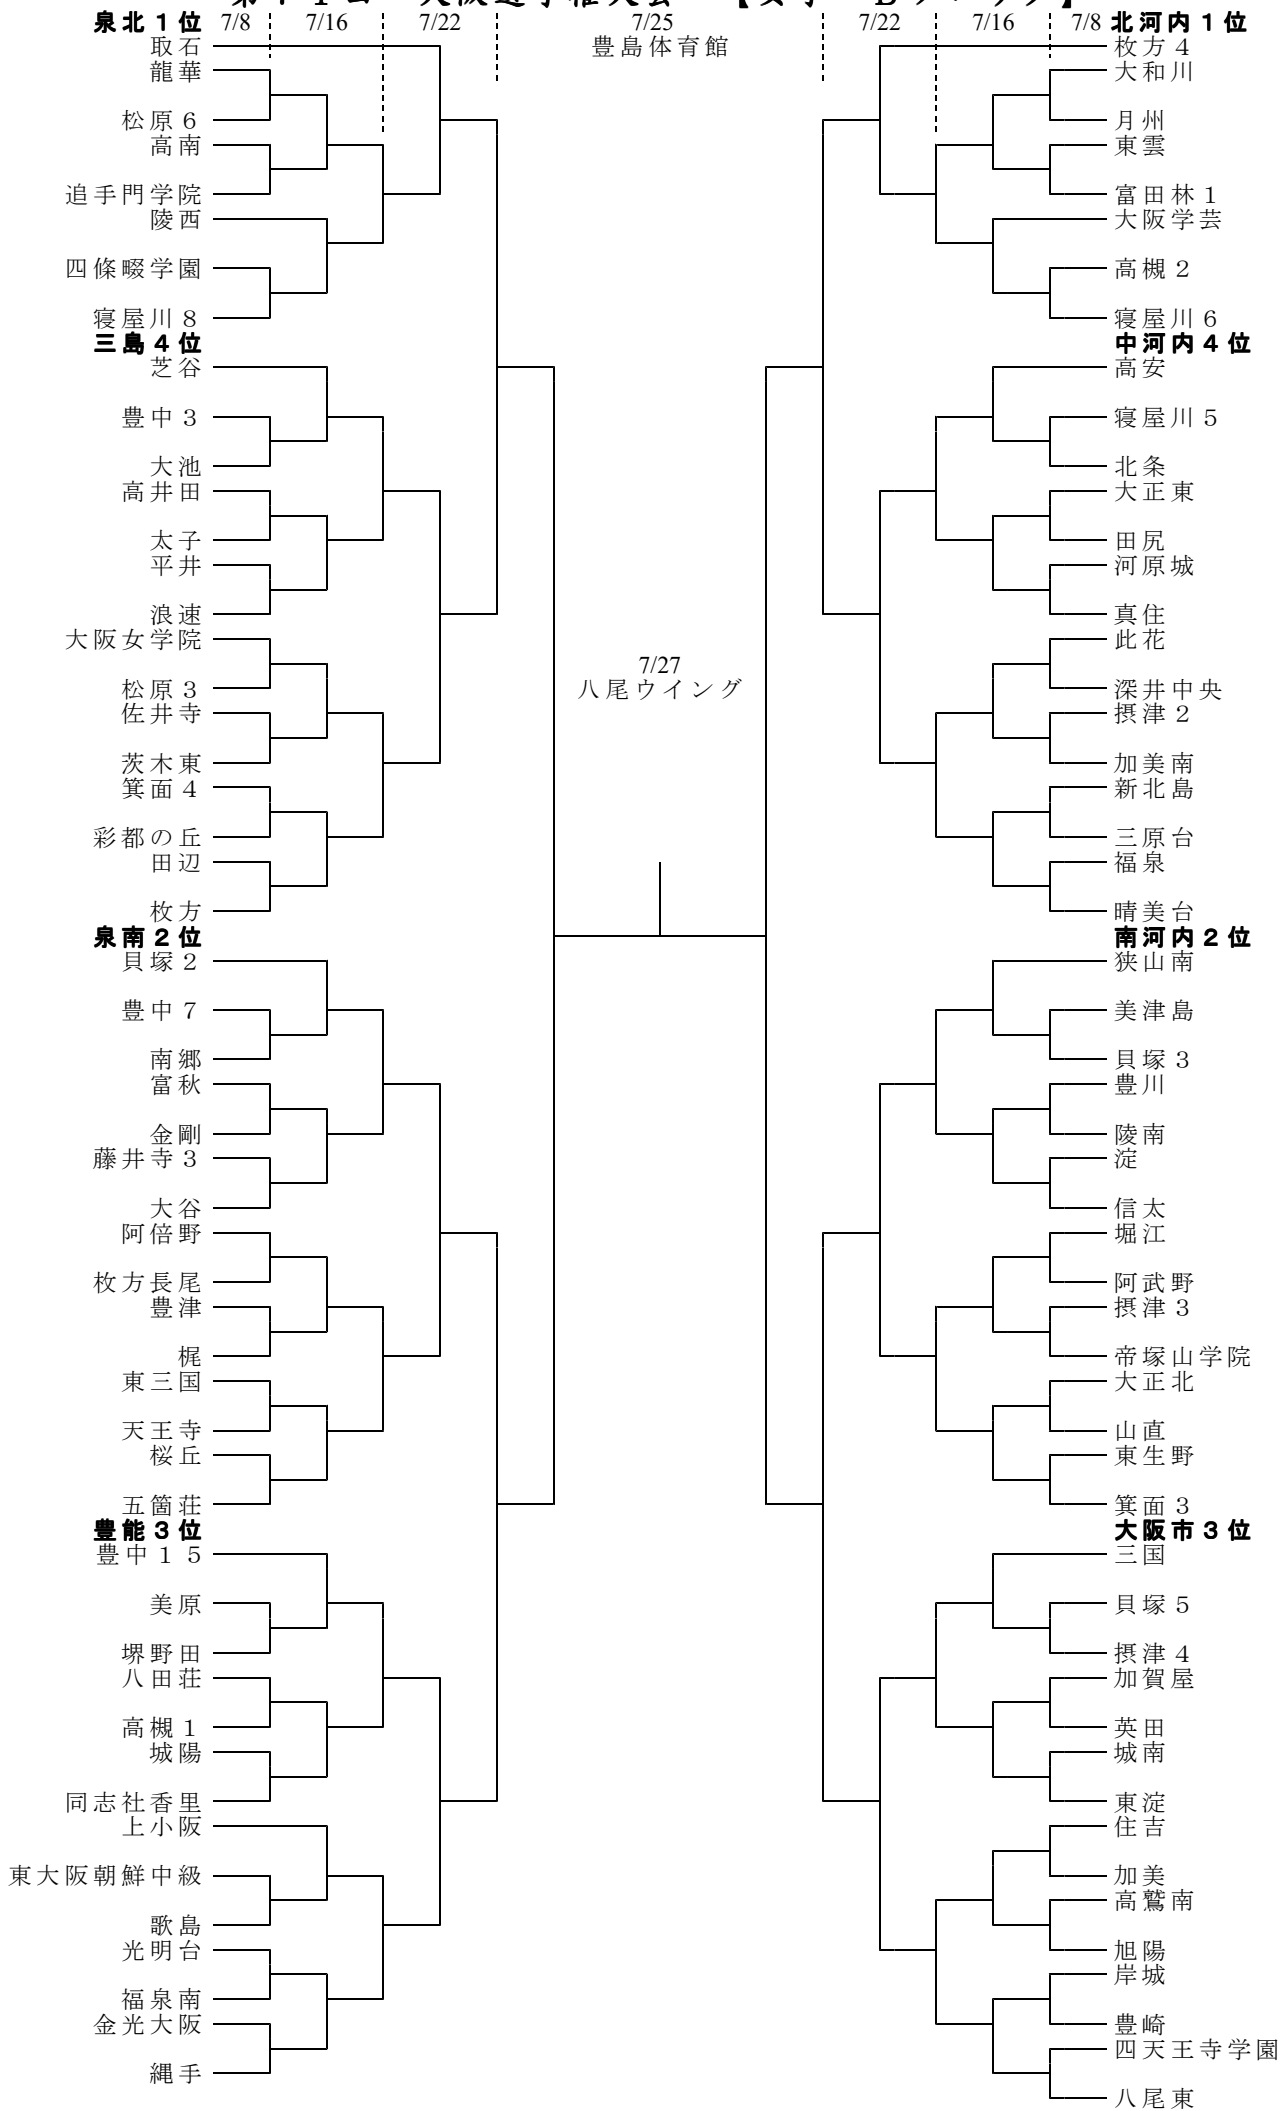 泉北１位 7/8 7/16 7/22 7/25 7/22 7/16 7/8 北河内１位
豊島体育館
取石
龍華
松原６
高南
追手門学院
陵西
四條畷学園
寝屋川８
三島４位
芝谷
豊中３
大池
高井田
太子
平井
浪速
大阪女学院
松原３
佐井寺
茨木東
箕面４
彩都の丘
田辺
枚方
泉南２位
貝塚２
豊中７
南郷
富秋
金剛
藤井寺３
大谷
阿倍野
枚方長尾
豊津
梶
東三国
天王寺
桜丘
五箇荘
豊能３位
豊中１５
美原
堺野田
八田荘
高槻１
城陽
同志社香里
上小阪
東大阪朝鮮中級
歌島
光明台
福泉南
金光大阪
縄手
7/27
八尾ウイング
枚方４
大和川
月州
東雲
富田林１
大阪学芸
高槻２
寝屋川６
中河内４位
高安
寝屋川５
北条
大正東
田尻
河原城
真住
此花
深井中央
摂津２
加美南
新北島
三原台
福泉
晴美台
南河内２位
狭山南
美津島
貝塚３
豊川
陵南
淀
信太
堀江
阿武野
摂津３
帝塚山学院
大正北
山直
東生野
箕面３
大阪市３位
三国
貝塚５
摂津４
加賀屋
英田
城南
東淀
住吉
加美
高鷲南
旭陽
岸城
豊崎
四天王寺学園
八尾東